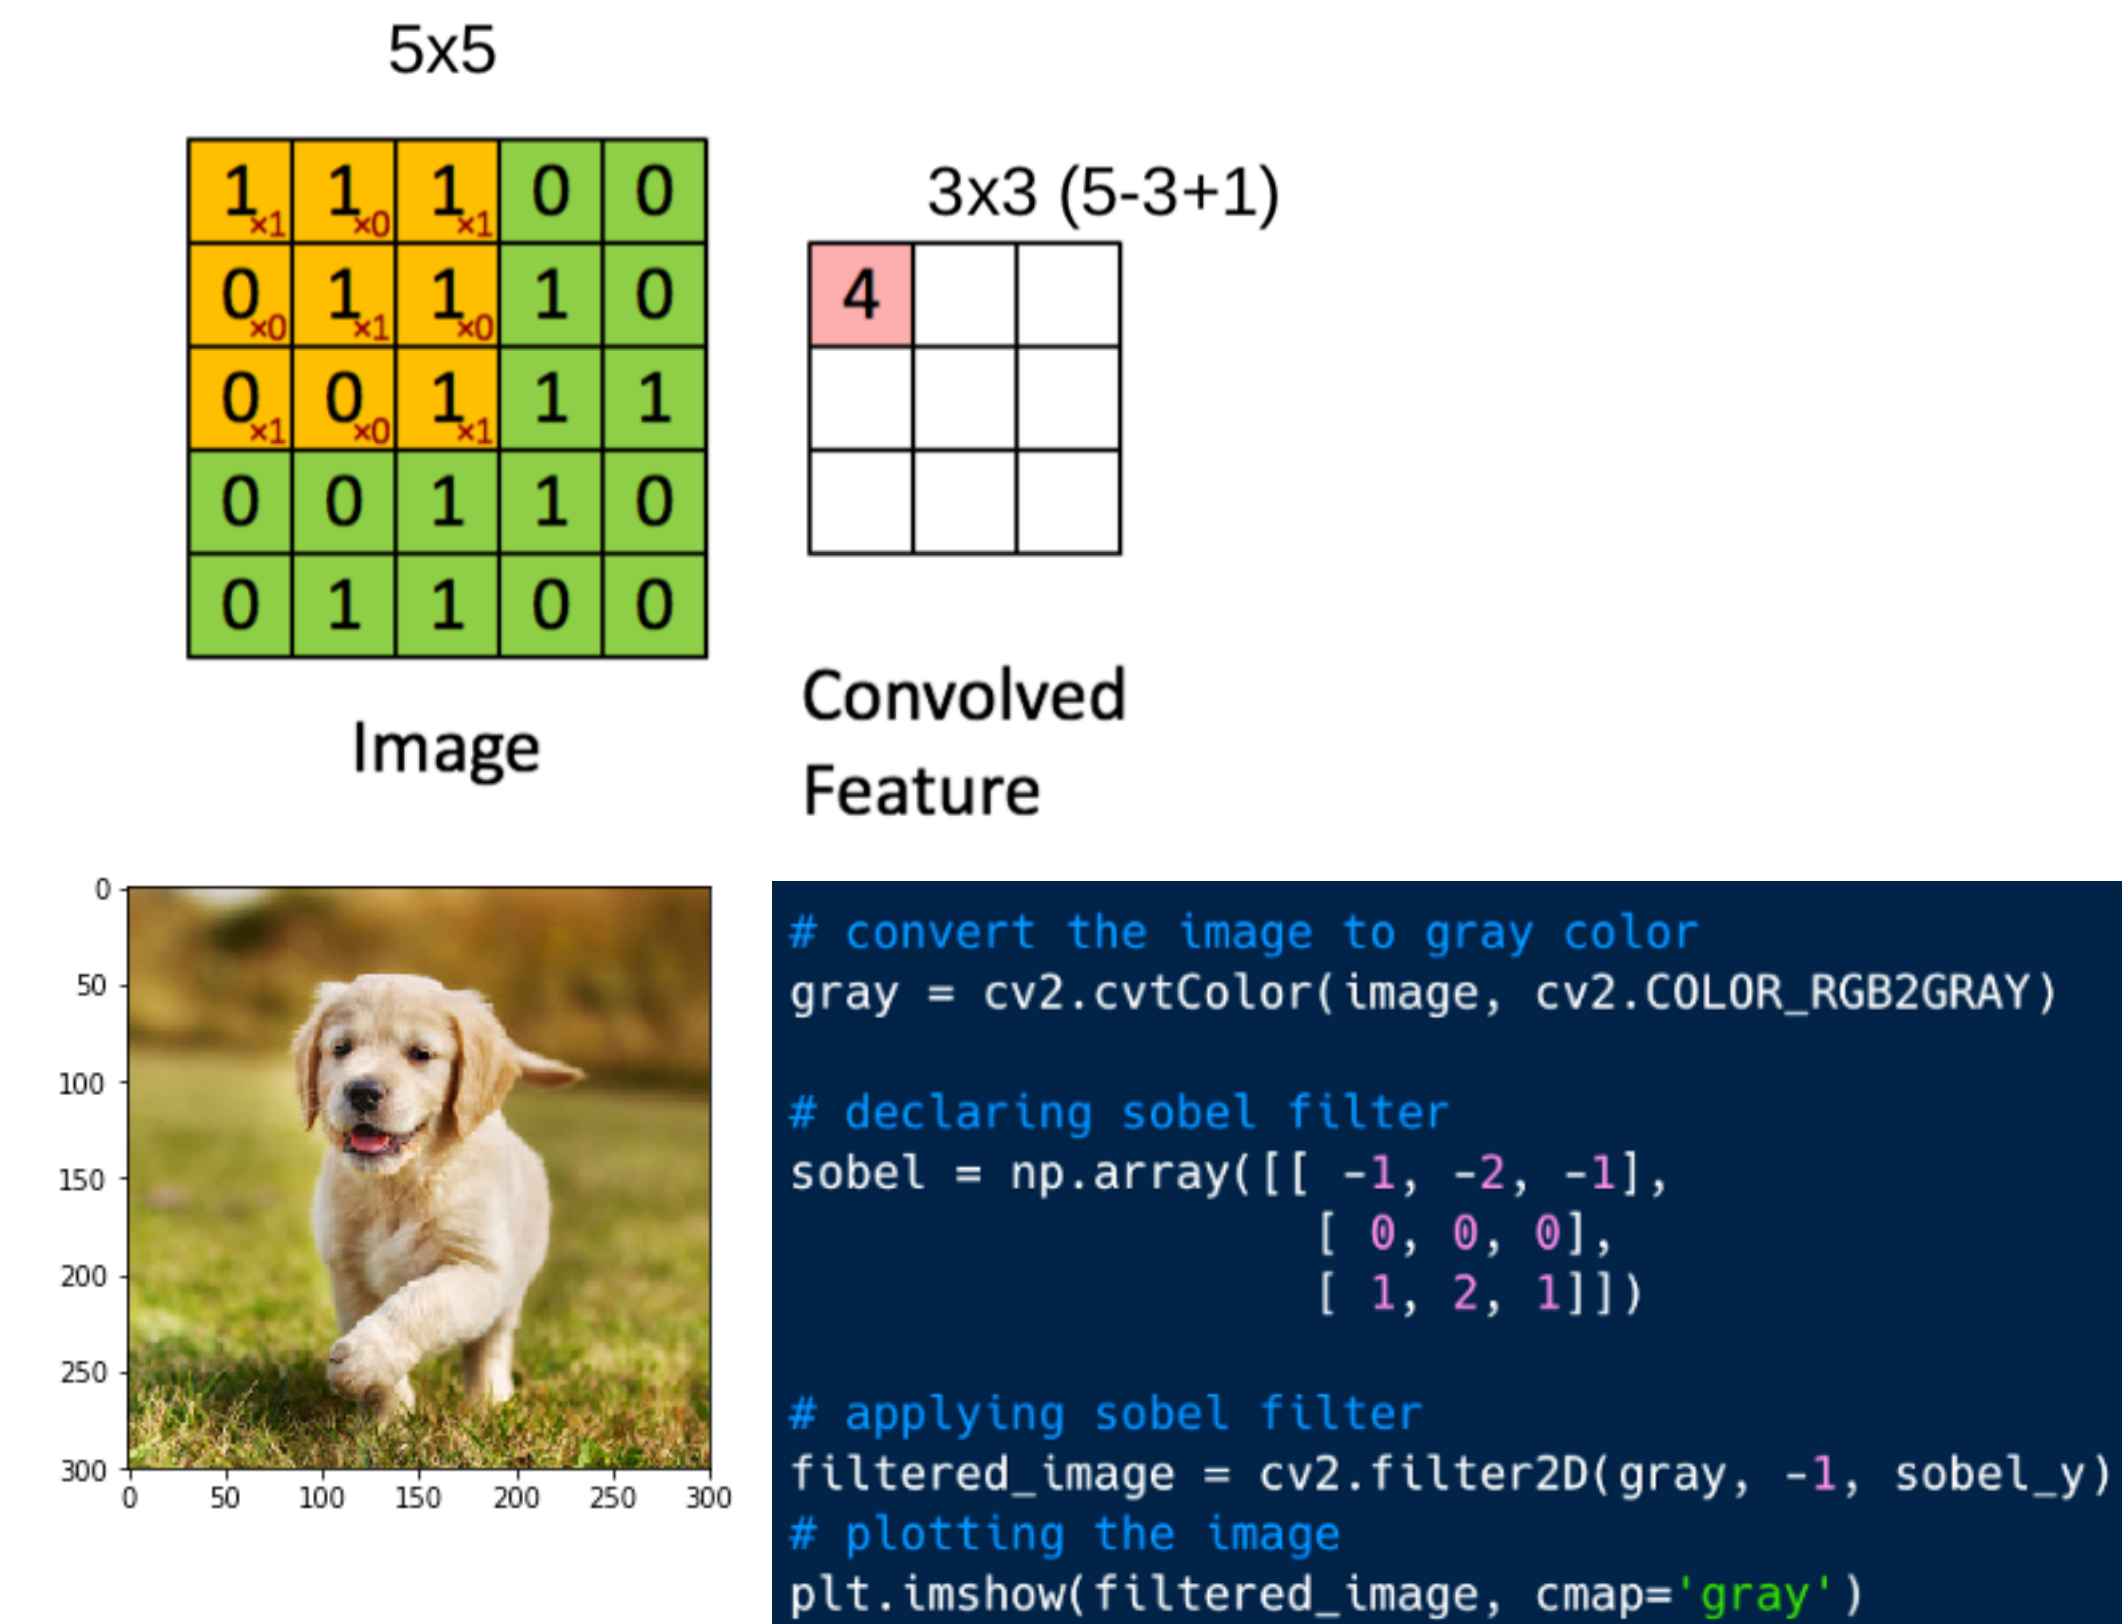 5x5
1×1 1×0 1×1 0 0
0×0 1×1 1×0 1 0
0×1 0×0 1×1 1 1
0 0 1 1 0
0 1 1 0 0
Image
3x3 (5-3+1)
4
Convolved
Feature
0
50
100
150
200
250
300
0 50 100 150 200 250 300
# convert the image to gray color
gray = cv2.cvtColor(image, cv2.COLOR_RGB2GRAY)
# declaring sobel filter
sobel = np.array([[ -1, -2, -1],
[ 0, 0, 0],
[ 1, 2, 1]])
# applying sobel filter
filtered_image = cv2.filter2D(gray, -1, sobel_y)
# plotting the image
plt.imshow(filtered_image, cmap='gray')